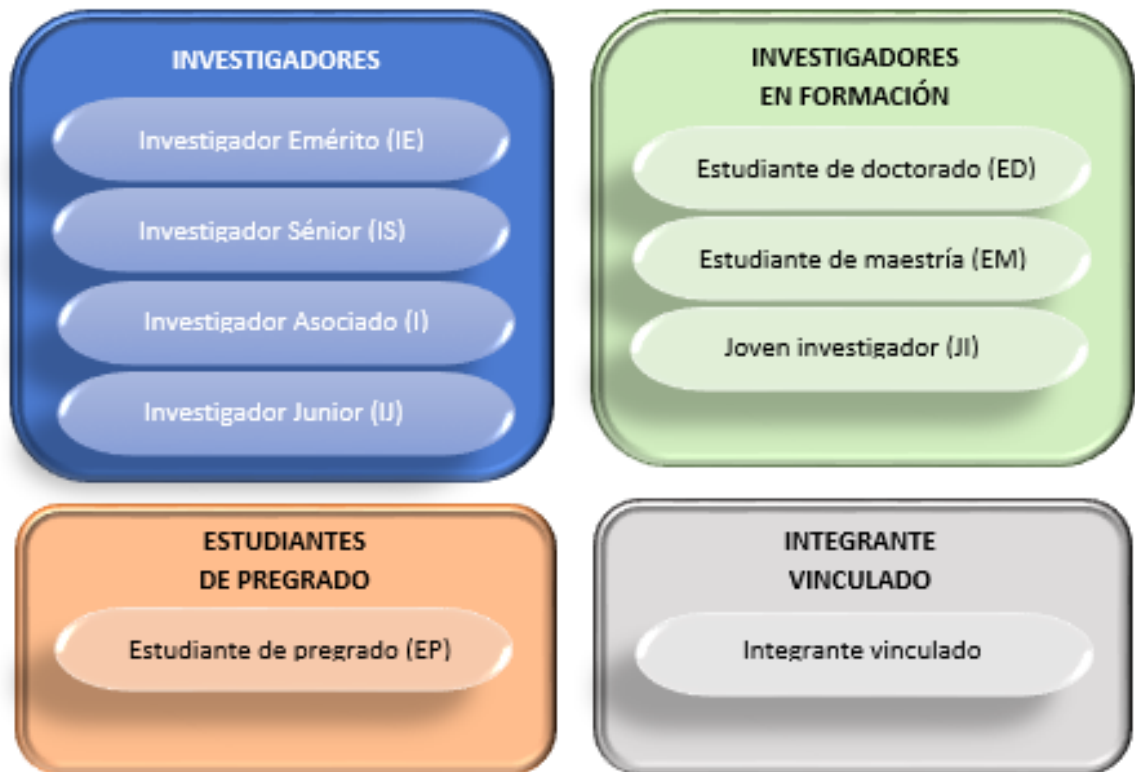 INVESTIGADORES
Investigador Emérito (IE)
Investigador Sénior (IS)
Investigador Asociado (I)
Investigador Junior (IJ)
INVESTIGADORES
EN FORMACIÓN
Estudiante de doctorado (ED)
Estudiante de maestría (EM)
Joven investigador (JI)
ESTUDIANTES
DE PREGRADO
Estudiante de pregrado (EP)
INTEGRANTE
VINCULADO
Integrante vinculado